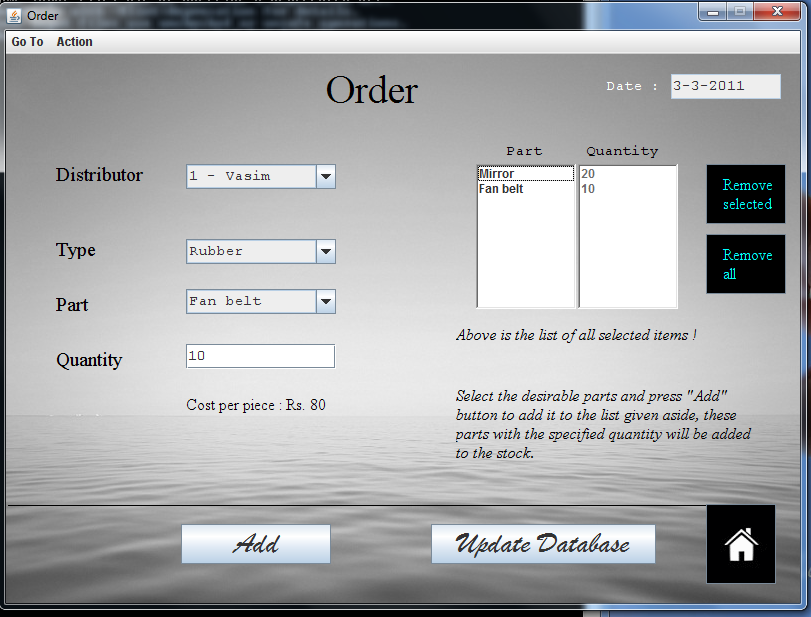 Order
Go To Action
Order
Date : 3-3-2011
Part Quantity
Distributor 1 - Vasim
Mirror 20
Fan belt 10
Remove
selected
Type Rubber
Remove
all
Part Fan belt
Above is the list of all selected items !
Quantity 10
Cost per piece : Rs. 80
Select the desirable parts and press "Add"
button to add it to the list given aside, these
parts with the specified quantity will be added
to the stock.
Add Update Database